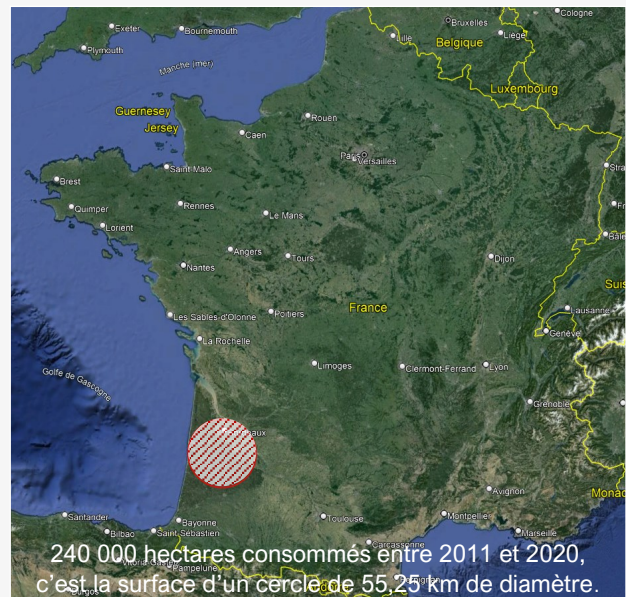 Cologne
Exeter
Bournemouth
Bruxelles
Plymouth
Lille
Belgique
Liège
Manche (mer)
Luxembourg
Guernesey
Jersey
Rouen
Caen
Paris
Versailles
Saint Malo
Brest
Quimper
Rennes
Le Mans
Lorient
Angers
Tours
Dijon
Nantes
France
Les Sables-d'Olonne
Poitiers
Lausanne
La Rochelle
Genève
Limoges
Clermont-Ferrand
Lyon
Golfe de Gascogne
Grenoble
Avignon
Santander
Bayonne
Toulouse
Montpellier
Bilbao
Saint Sébastien
Marseille
Carcassonne
240 000 hectares consommés entre 2011 et 2020,
c'est la surface d'un cercle de 55,25 km de diamètre.
Pampelune
Burgos